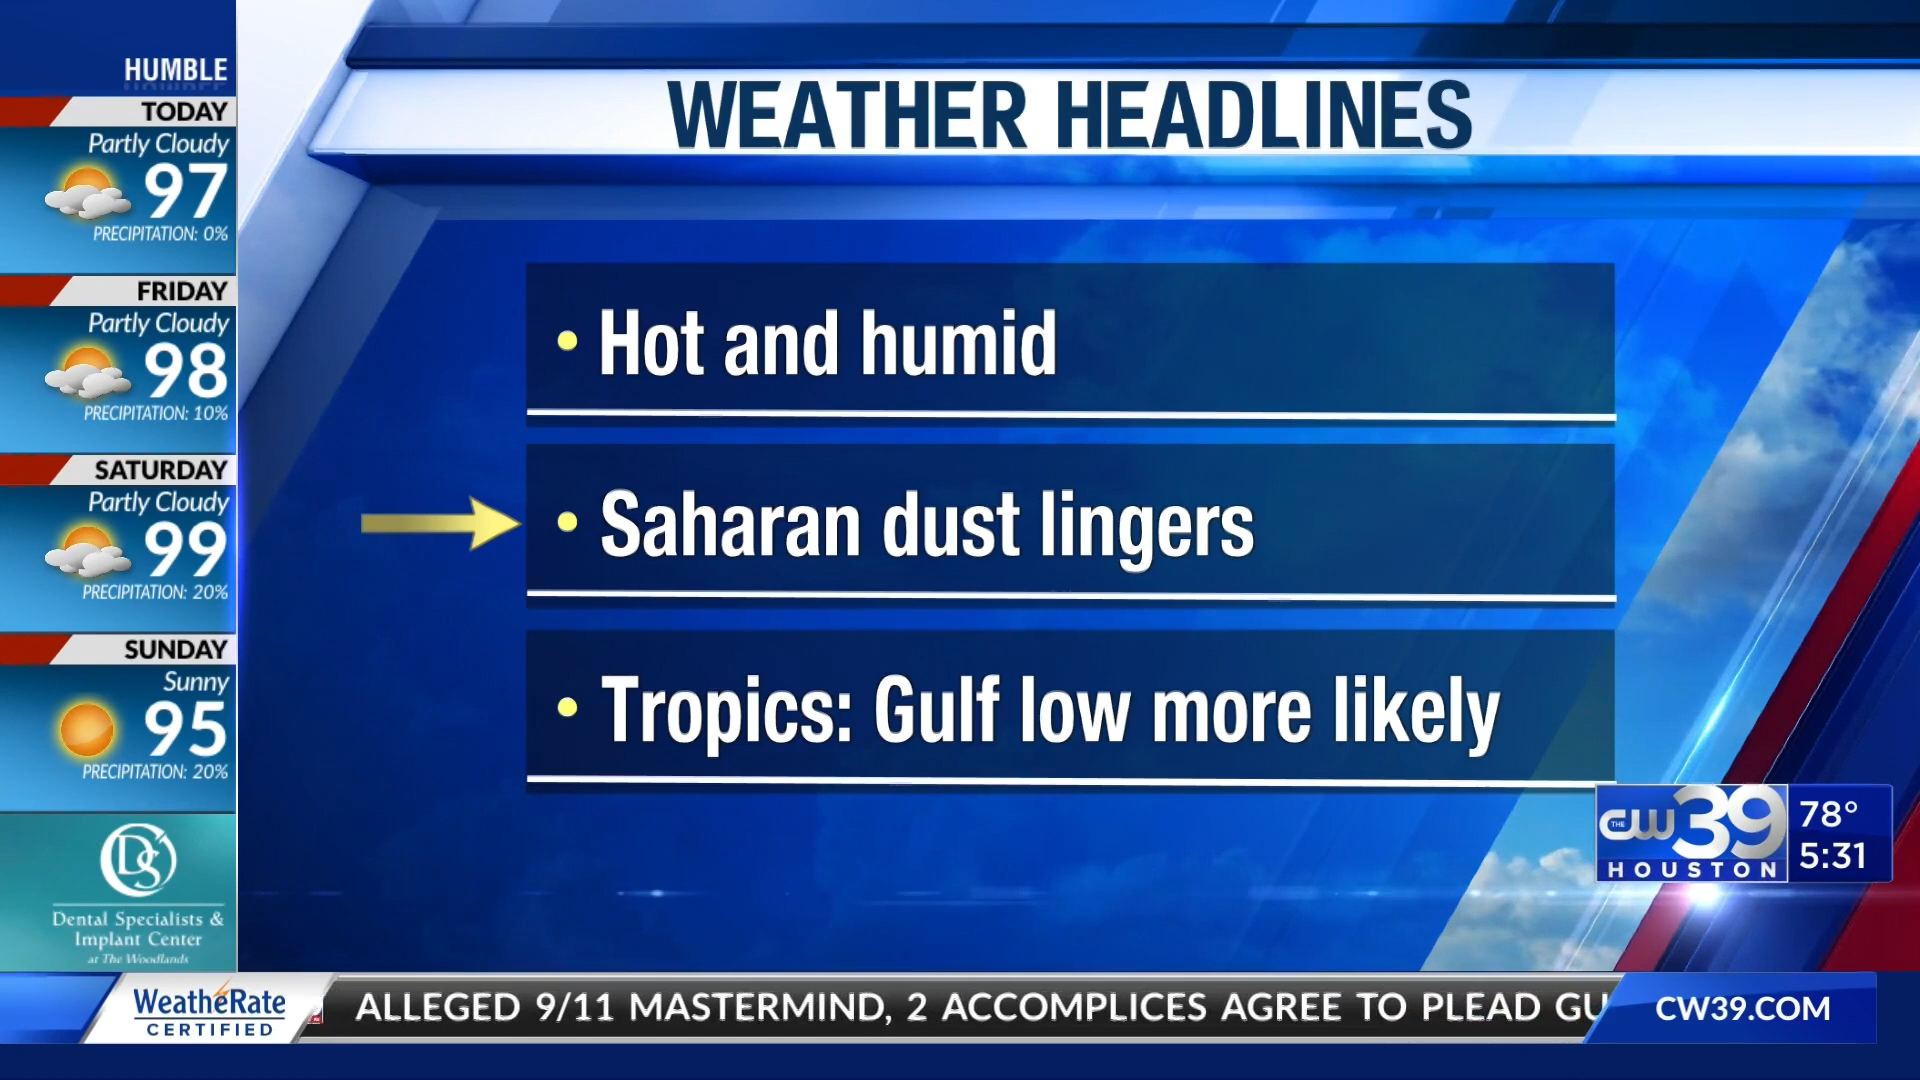 HUMBLE
TODAY
Partly Cloudy
97
PRECIPITATION: 0%
FRIDAY
Partly Cloudy
98
PRECIPITATION: 10%
SATURDAY
Partly Cloudy
99
PRECIPITATION: 20%
SUNDAY
Sunny
95
PRECIPITATION: 20%
DS
Dental Specialists &
Implant Center
at The Woodlands
WEATHER HEADLINES
• Hot and humid
• Saharan dust lingers
• Tropics: Gulf low more likely
THE CW 39
HOUSTON
78°
5:31
WeatheRate
CERTIFIED
ALLEGED 9/11 MASTERMIND, 2 ACCOMPLICES AGREE TO PLEAD GU
CW39.COM